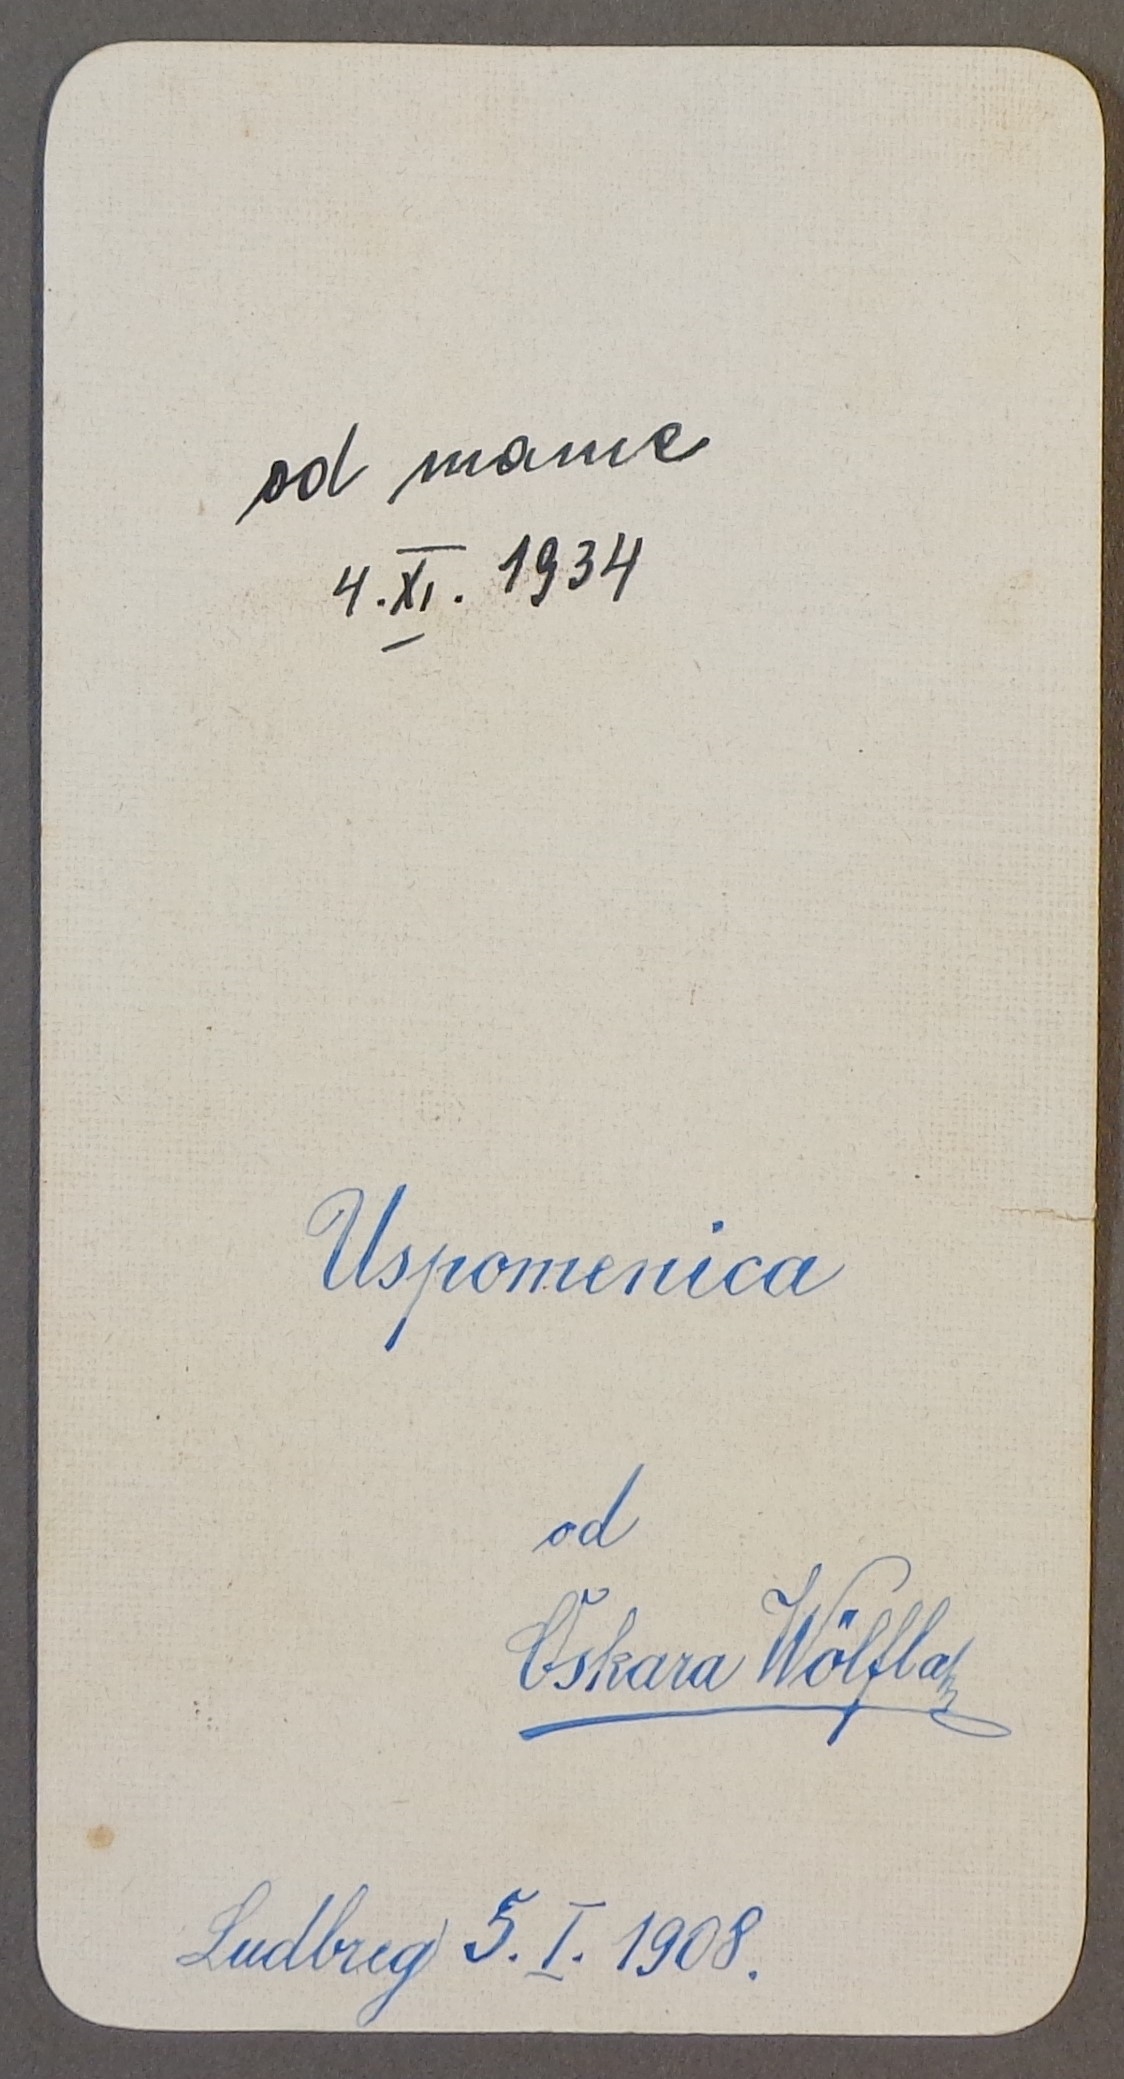 od mame
4. XI. 1934
Uspomenica
od
Oskara Wölfla
Ludbreg 5. I. 1908.